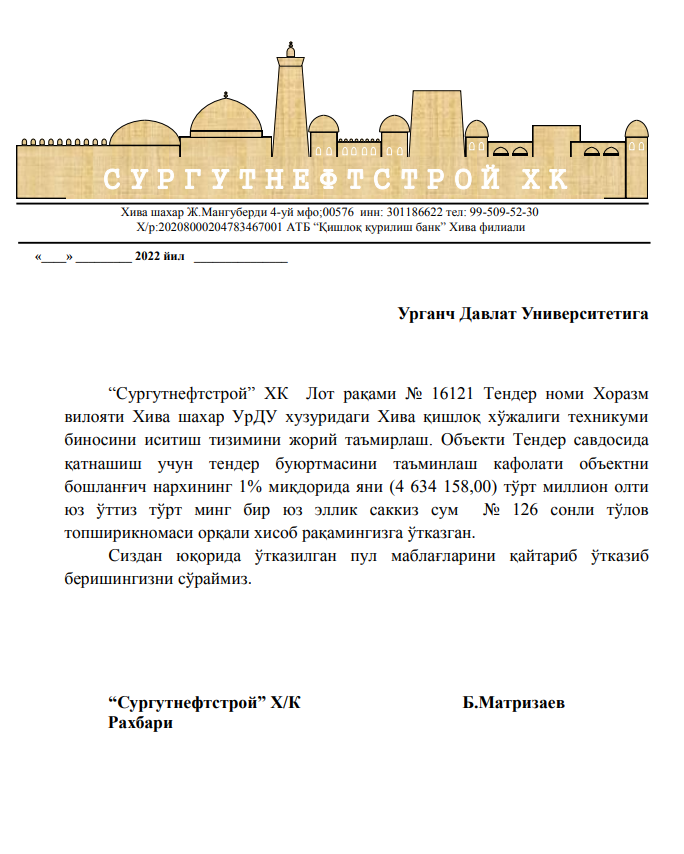 СУРГУТНЕФТСТРОЙ ХК
Хива шахар Ж.Мангуберди 4-уй мфо;00576 инн: 301186622 тел: 99-509-52-30
Х/р:20208000204783467001 АТБ “Қишлоқ қурилиш банк” Хива филиали
«____» _________ 2022 йил _______________
Урганч Давлат Университетига
“Сургутнефтстрой” ХК Лот рақами № 16121 Тендер номи Хоразм
вилояти Хива шахар УрДУ хузуридаги Хива қишлоқ хўжалиги техникуми
биносини иситиш тизимини жорий таъмирлаш. Объекти Тендер савдосида
қатнашиш учун тендер буюртмасини таъминлаш кафолати объектни
бошланғич нархининг 1% миқдорида яни (4 634 158,00) тўрт миллион олти
юз ўттиз тўрт минг бир юз эллик саккиз сум № 126 сонли тўлов
топширикномаси орқали хисоб рақамингизга ўтказган.
Сиздан юқорида ўтказилган пул маблағларини қайтариб ўтказиб
беришингизни сўраймиз.
“Сургутнефтстрой” Х/К Б.Матризаев
Рахбари